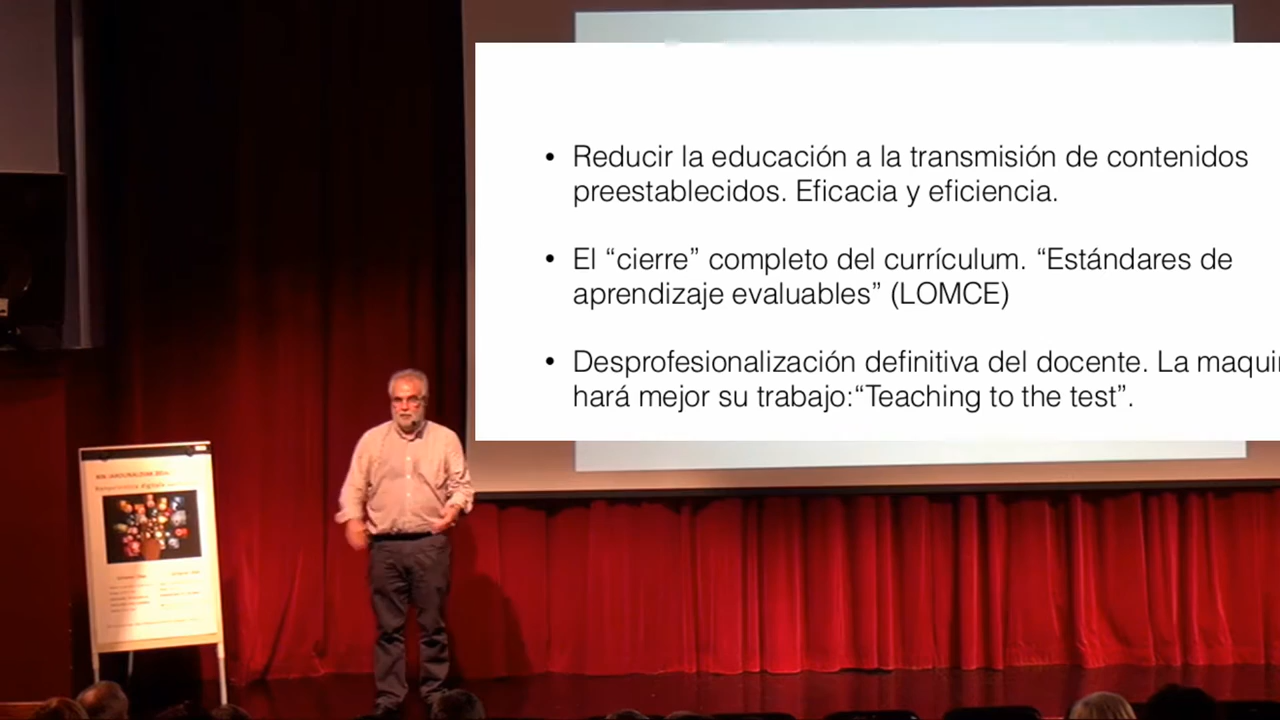 • Reducir la educación a la transmisión de contenidos
preestablecidos. Eficacia y eficiencia.
• El “cierre” completo del currículum. “Estándares de
aprendizaje evaluables” (LOMCE)
• Desprofesionalización definitiva del docente. La maqui
hará mejor su trabajo:“Teaching to the test”.